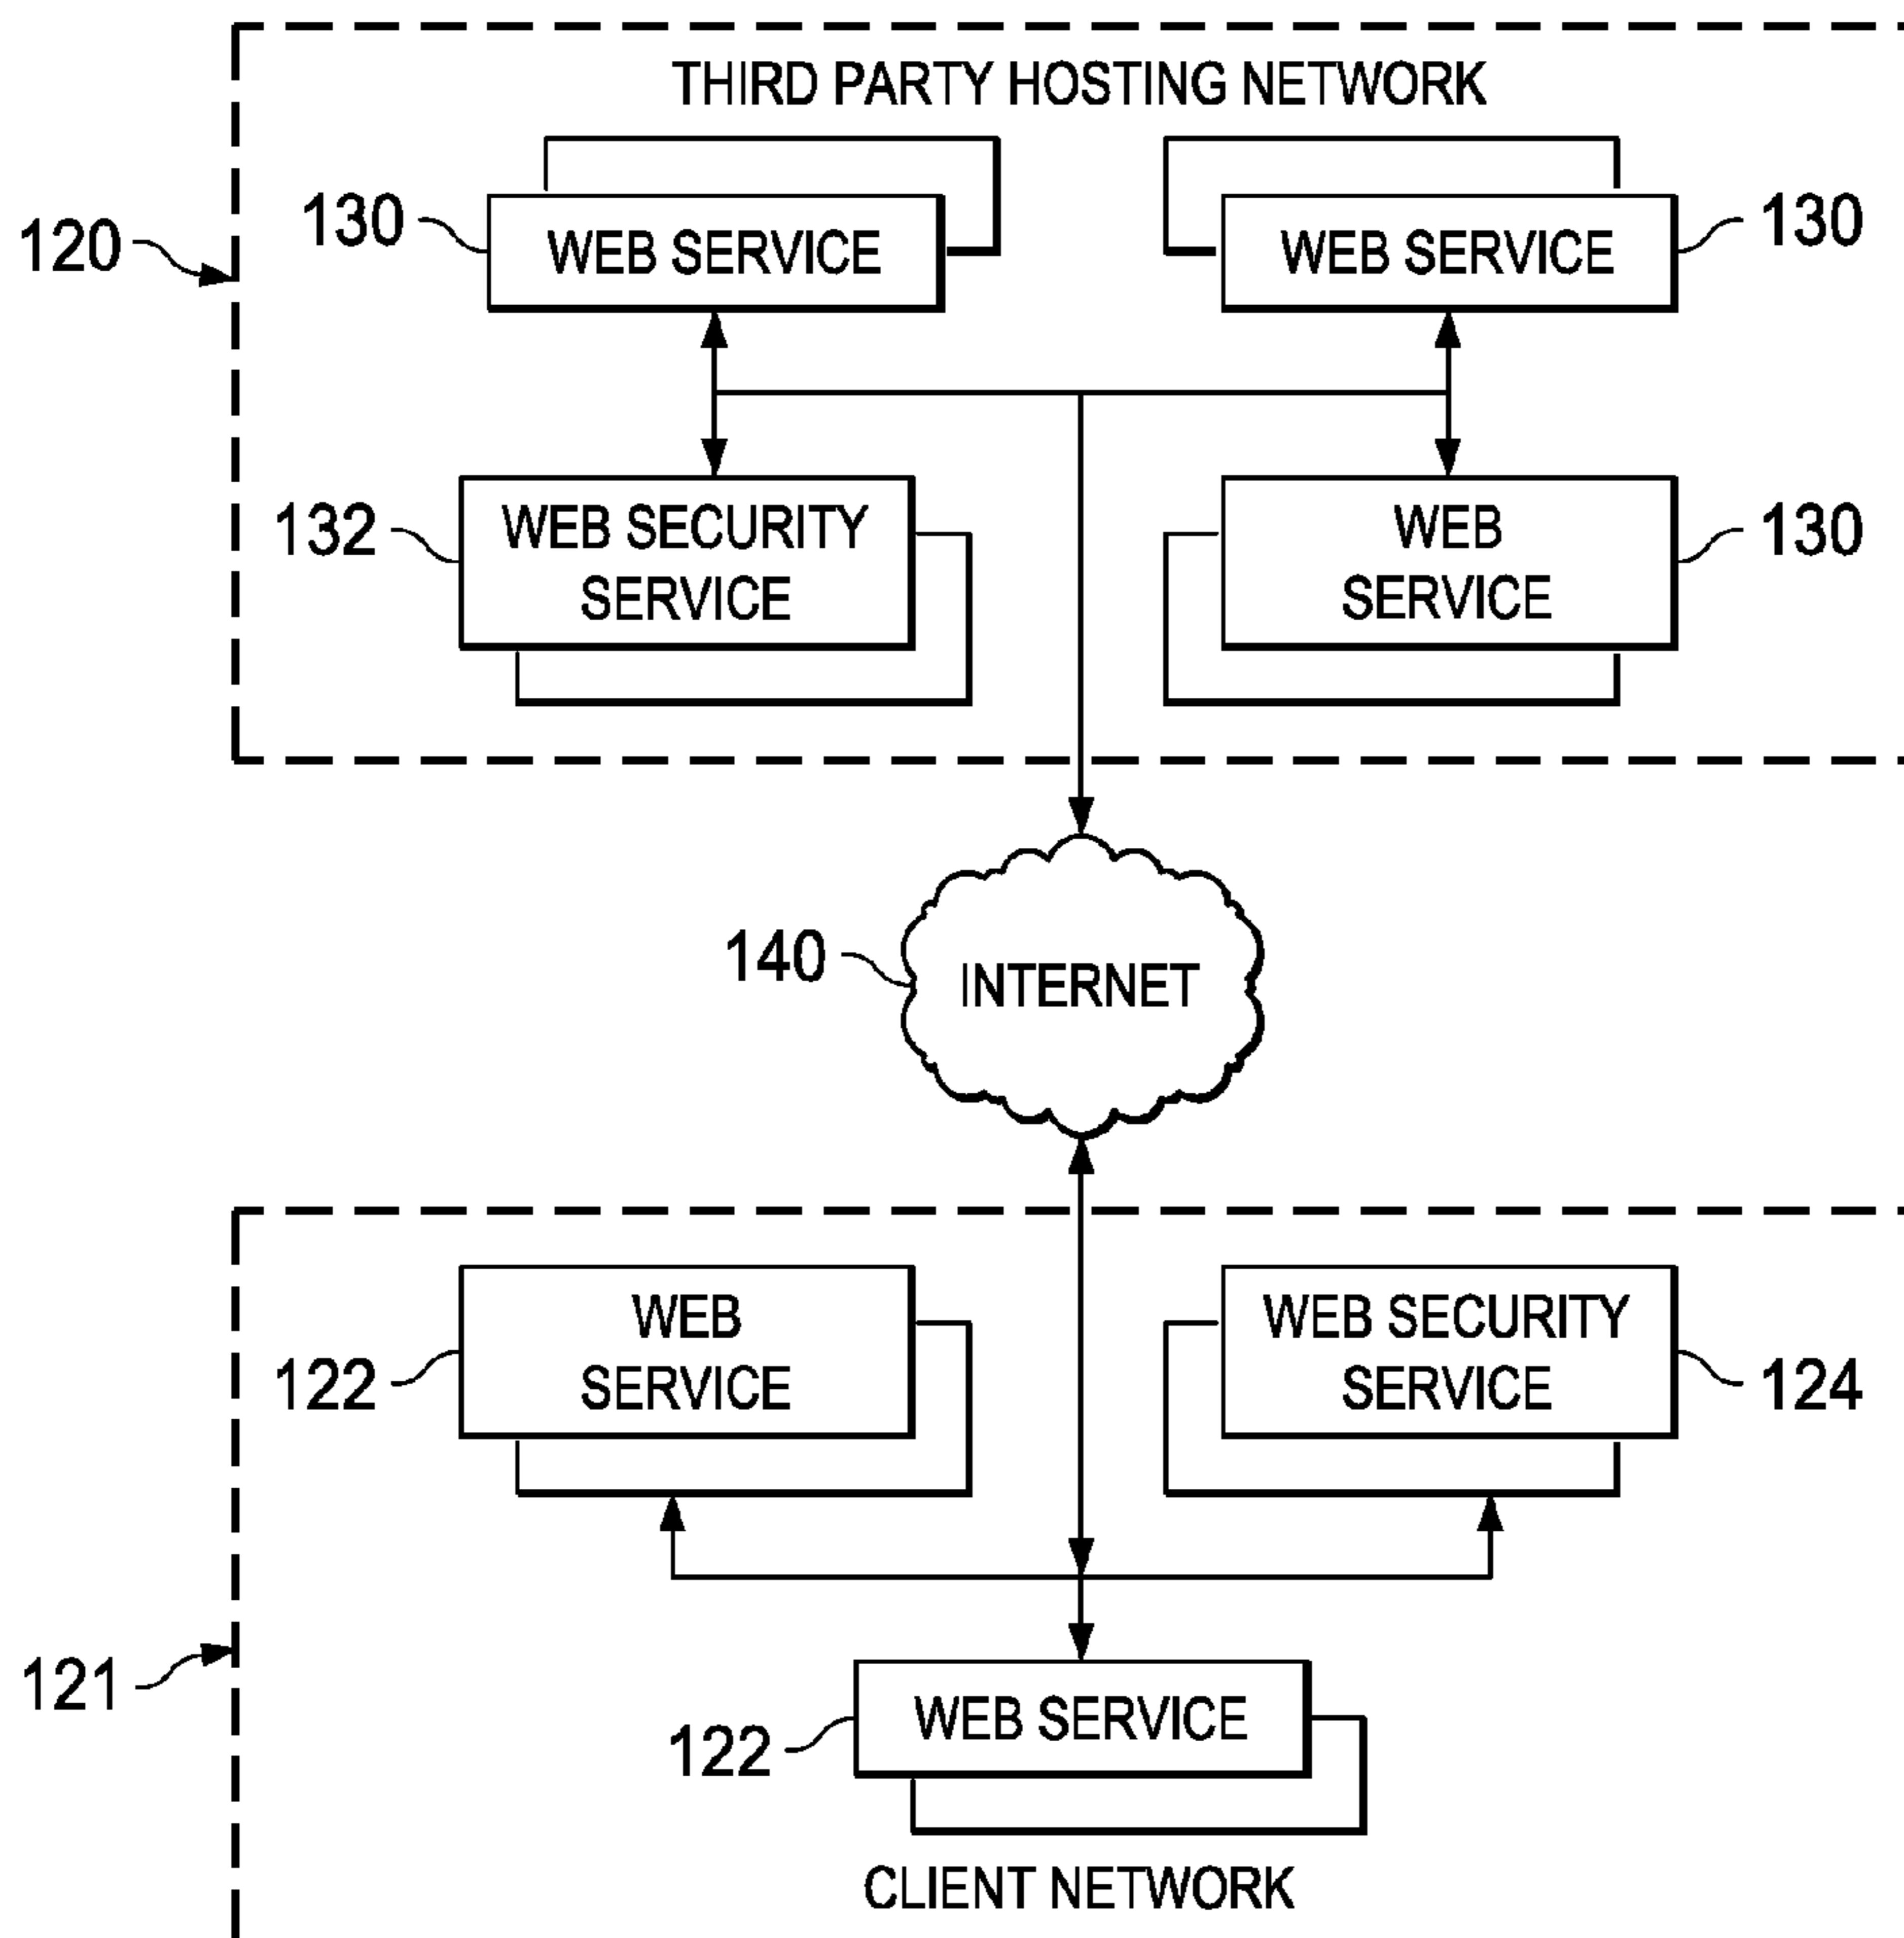 THIRD PARTY HOSTING NETWORK
130
WEB SERVICE
WEB SERVICE
130
120
132
WEB SECURITY
SERVICE
WEB
SERVICE
130
140
INTERNET
122
WEB
SERVICE
WEB SECURITY
SERVICE
124
121
122
WEB SERVICE
CLIENT NETWORK